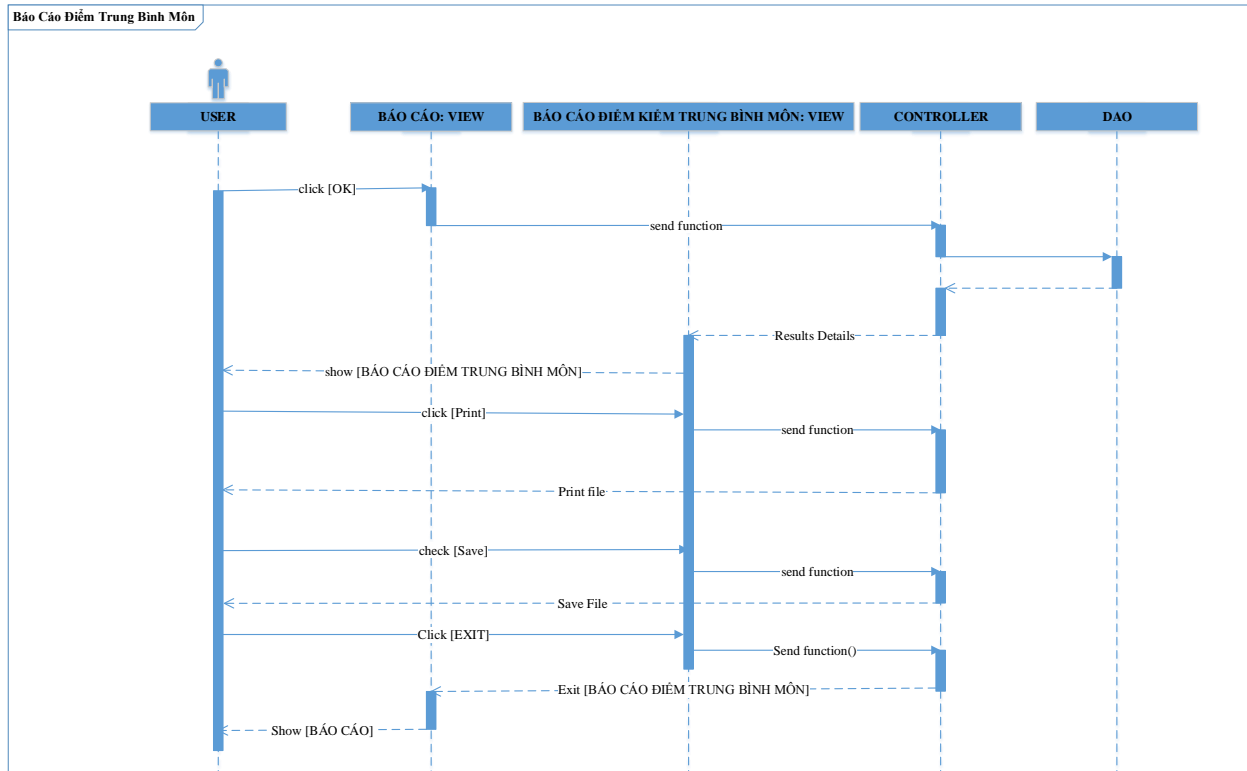 Báo Cáo Điểm Trung Bình Môn
USER
BÁO CÁO: VIEW
BÁO CÁO ĐIỂM KIỂM TRUNG BÌNH MÔN: VIEW
CONTROLLER
DAO
click [OK]
send function
Results Details
show [BÁO CÁO ĐIỂM TRUNG BÌNH MÔN]
click [Print]
send function
Print file
check [Save]
send function
Save File
Click [EXIT]
Send function()
Exit [BÁO CÁO ĐIỂM TRUNG BÌNH MÔN]
Show [BÁO CÁO]